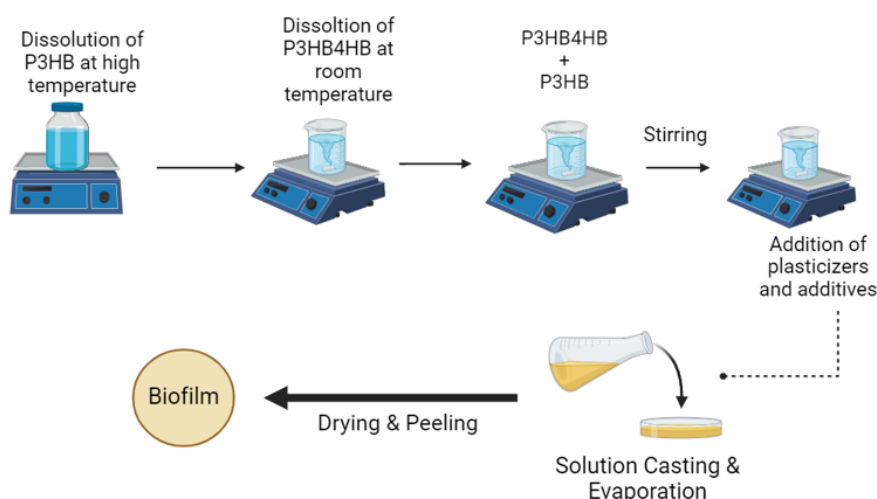 Dissolution of
P3HB at high
temperature
Dissoltion of
P3HB4HB at
room
temperature
P3HB4HB
+
P3HB
Stirring
Addition of
plasticizers
and additives
Biofilm
Drying & Peeling
Solution Casting &
Evaporation